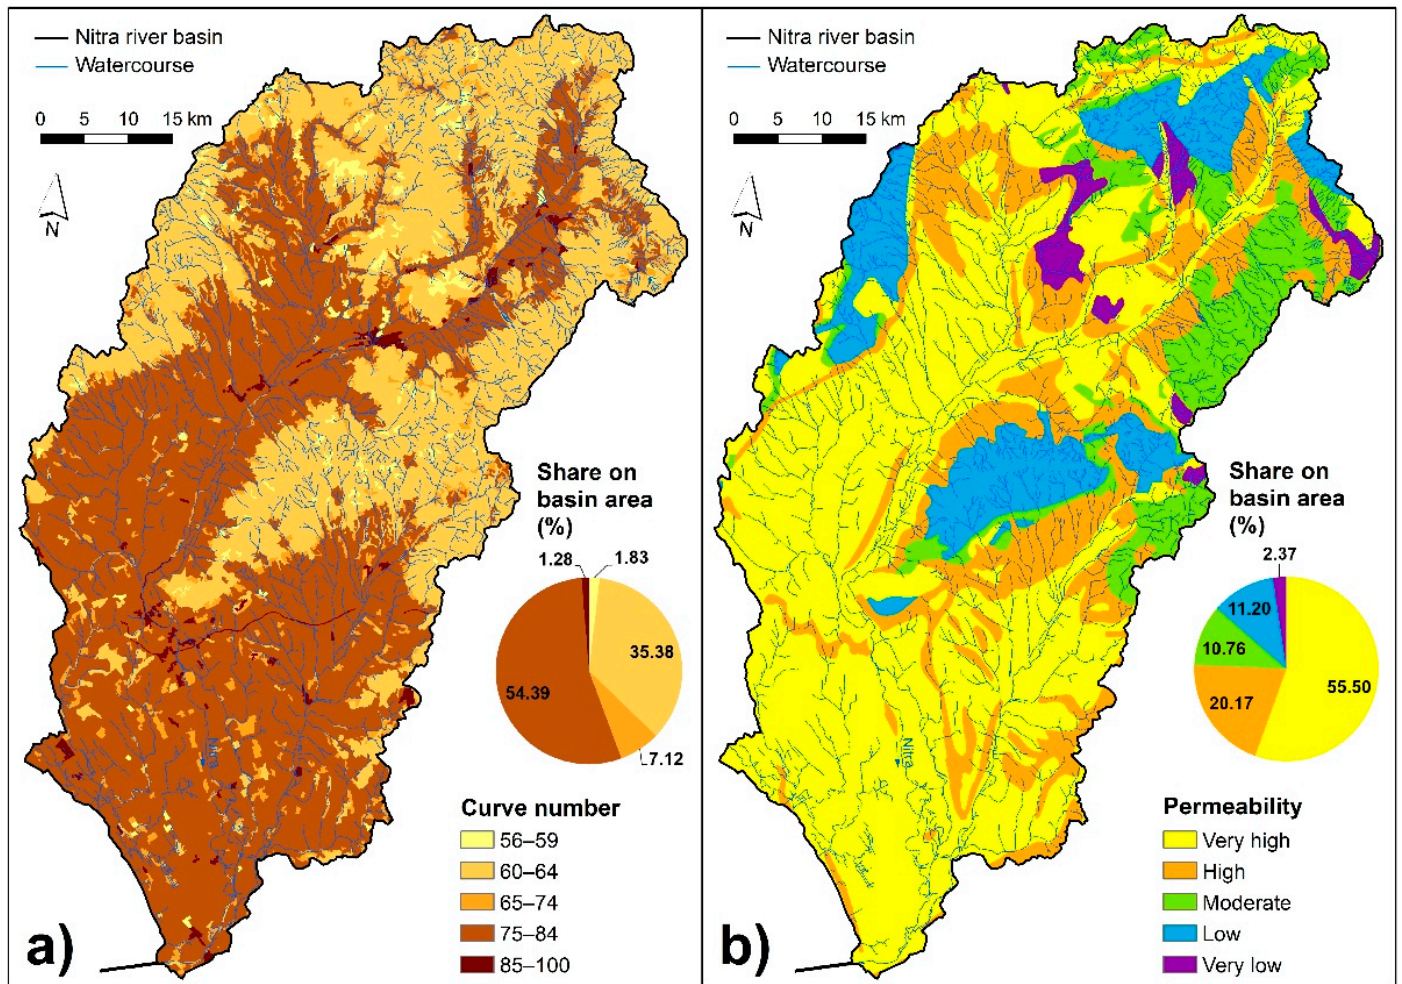 Nitra river basin
Watercourse
0 5 10 15 km
N
Share on
basin area
(%)
1.28
1.83
35.38
54.39
7.12
Nitra
Curve number
56–59
60–64
65–74
75–84
85–100
a)
Nitra river basin
Watercourse
0 5 10 15 km
N
Share on
basin area
(%)
2.37
11.20
10.76
20.17
55.50
Nitra
Permeability
Very high
High
Moderate
Low
Very low
b)